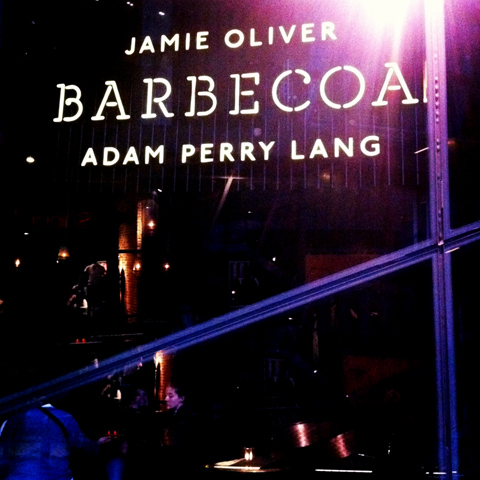 JAMIE OLIVER
BARBECOA
ADAM PERRY LANG